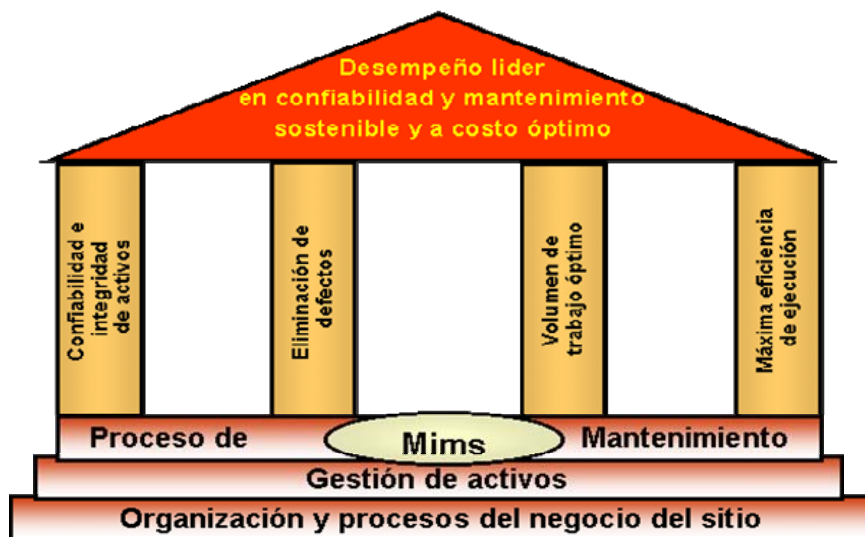 Desempeño lider
en confiabilidad y mantenimiento
sostenible y a costo óptimo
Confiabilidad e
integridad
de activos
Eliminación de
defectos
Volumen de
trabajo óptimo
Máxima eficiencia
de ejecución
Proceso de Mims Mantenimiento
Gestión de activos
Organización y procesos del negocio del sitio